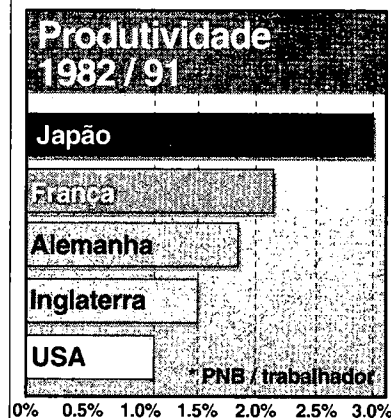 Produtividade
1982 / 91
Japão
França
Alemanha
Inglaterra
USA
* PNB / trabalhador
0% 0.5% 1.0% 1.5% 2.0% 2.5% 3.0%